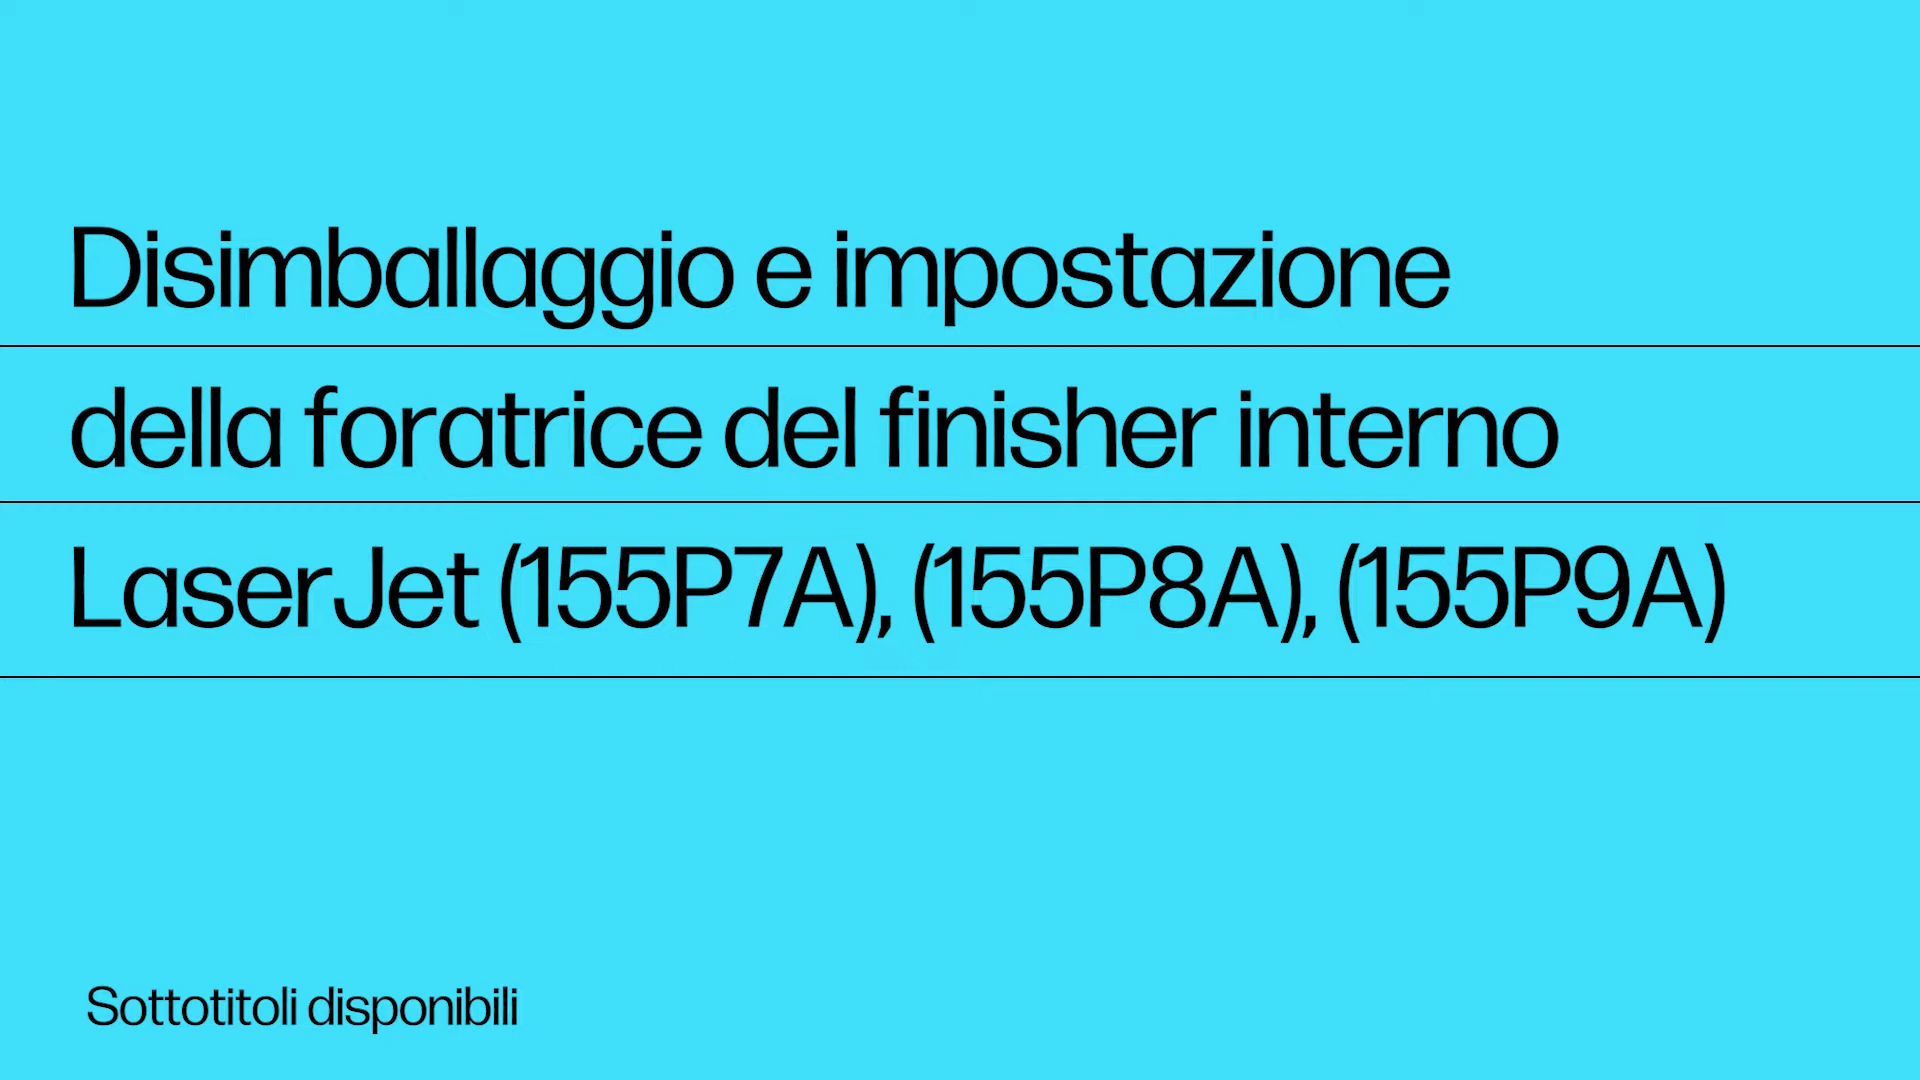 Disimballaggio e impostazione
della foratrice del finisher interno
LaserJet (155P7A), (155P8A), (155P9A)
Sottotitoli disponibili